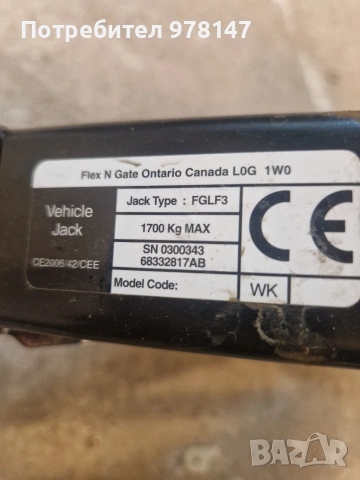 Потребител 978147
Flex N Gate Ontario Canada L0G 1W0
Vehicle
Jack
CE2006/42/CEE
Jack Type : FGLF3
1700 Kg MAX
SN 0300343
68332817AB
Model Code:
WK
CE
BAZAR